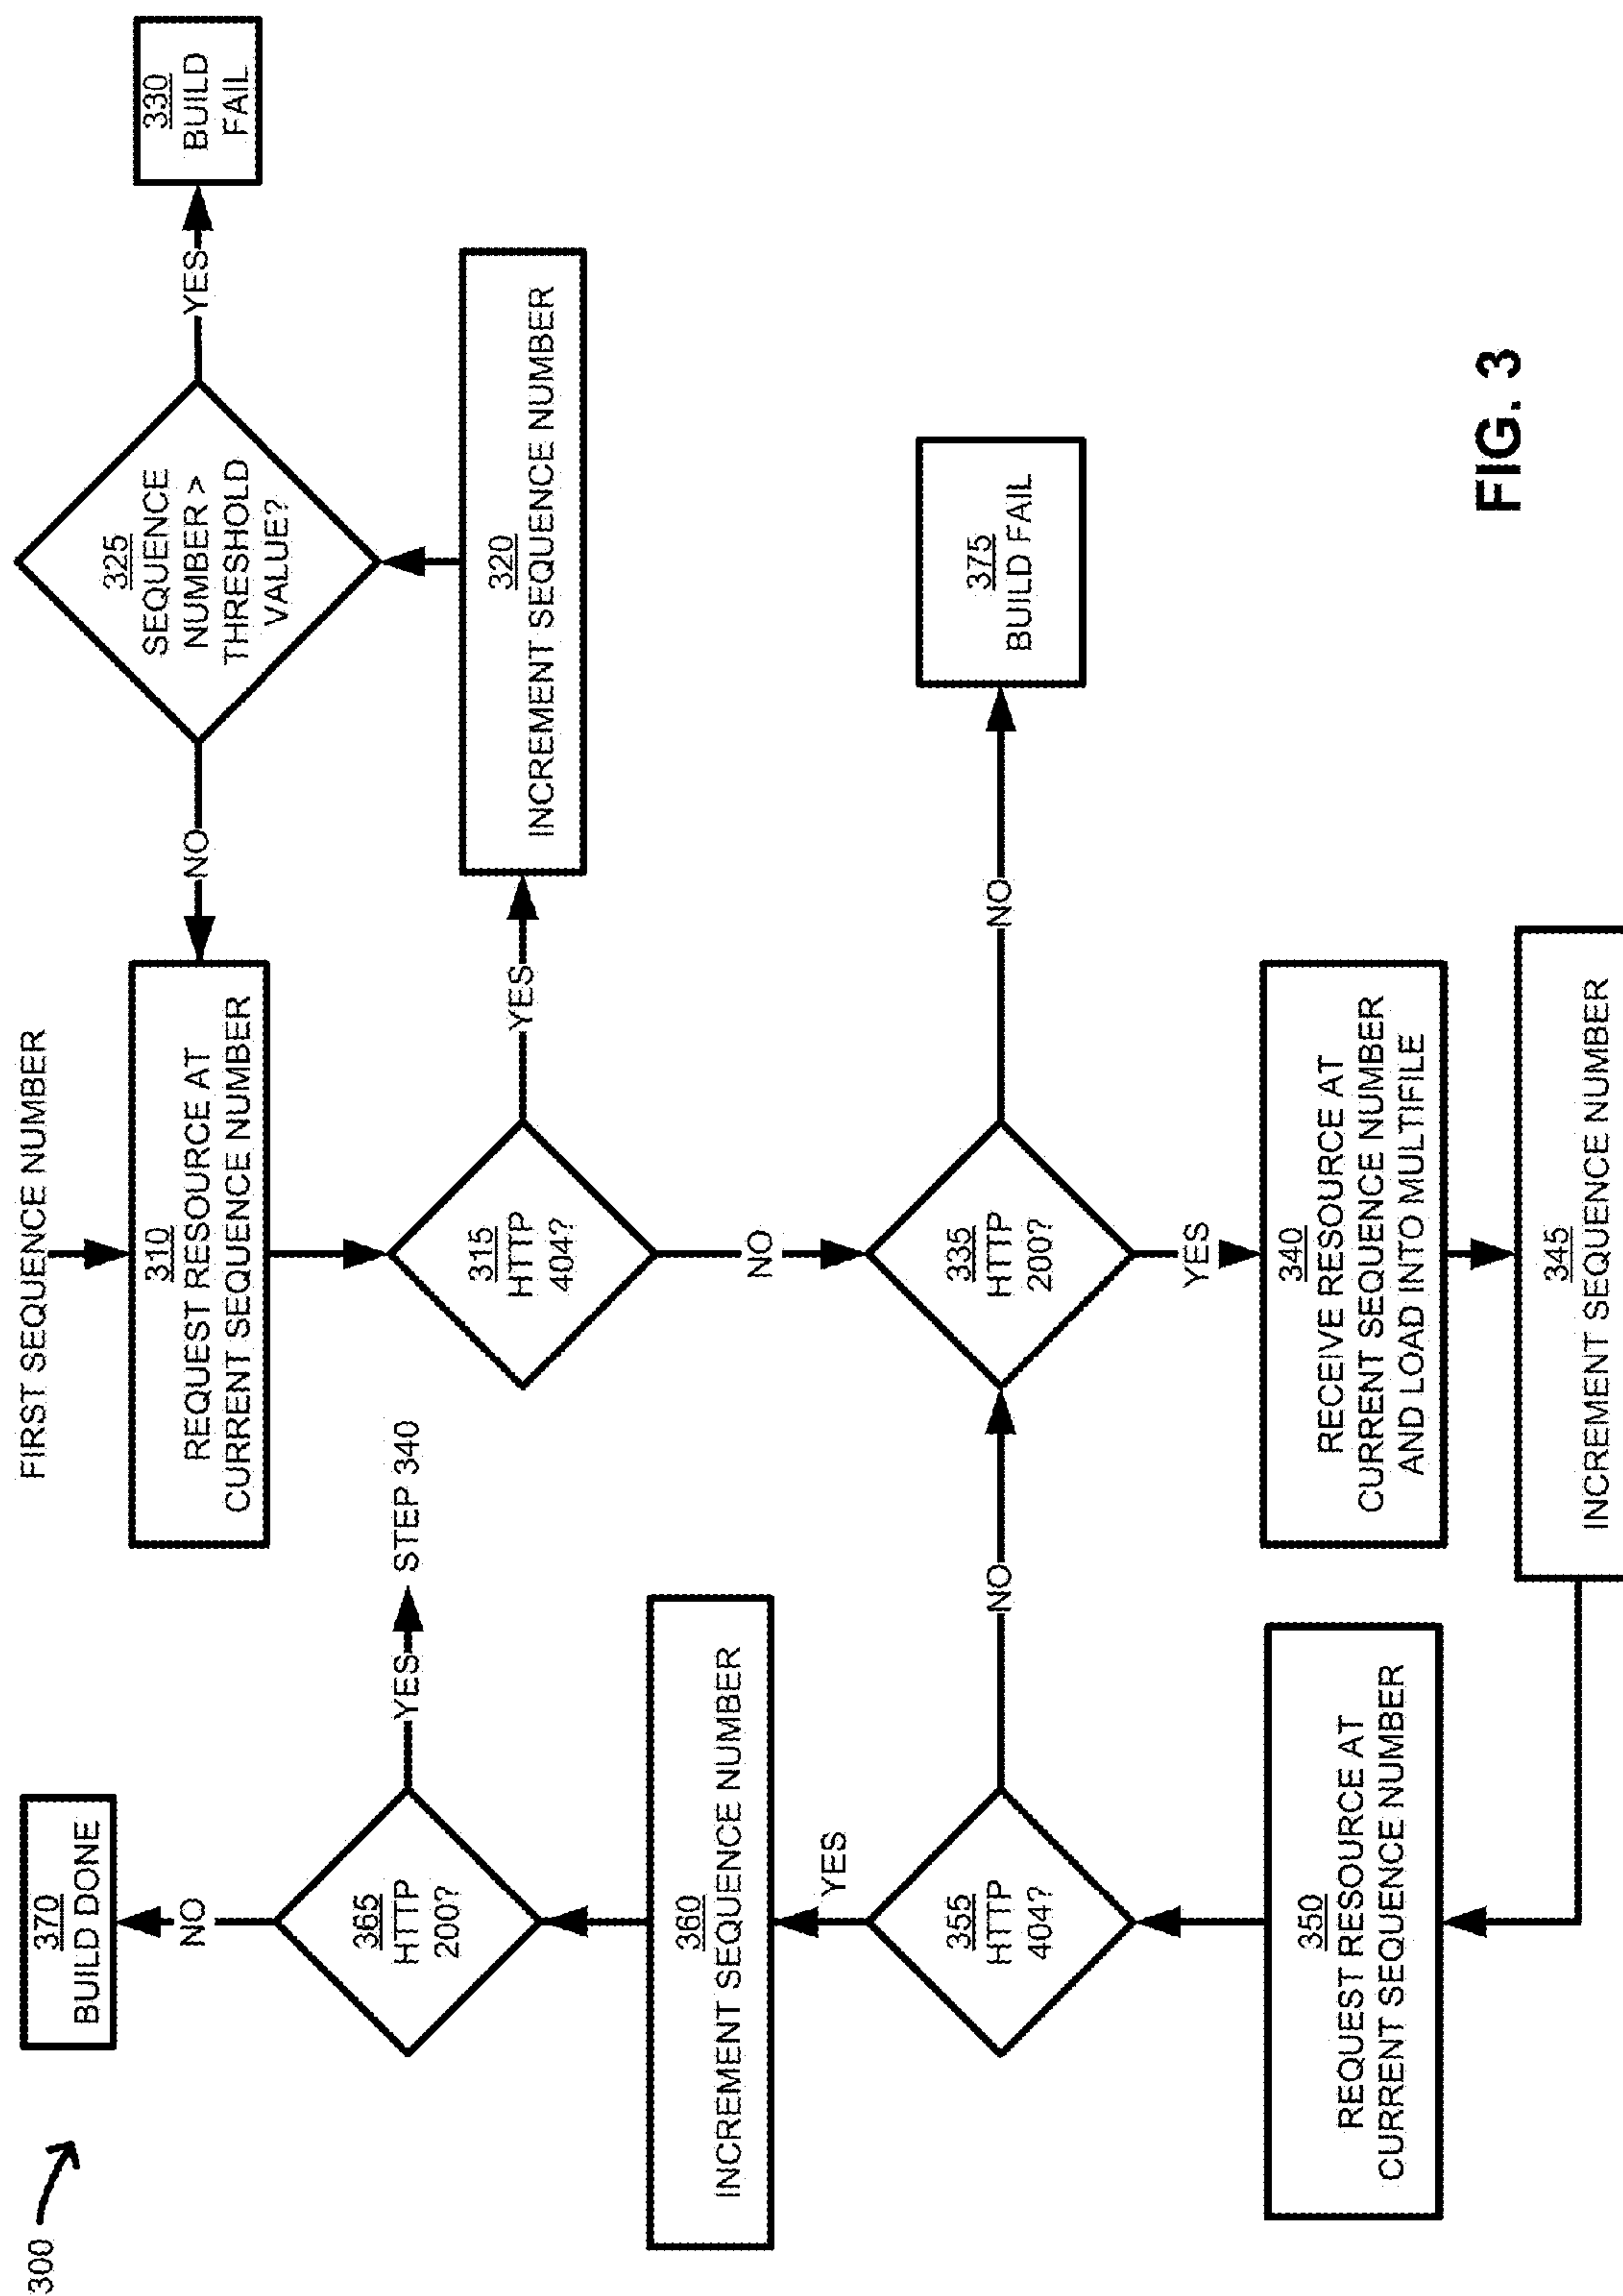 300
FIRST SEQUENCE NUMBER
310
REQUEST RESOURCE AT
CURRENT SEQUENCE NUMBER
NO
325
SEQUENCE
NUMBER >
THRESHOLD
VALUE?
YES
330
BUILD
FAIL
315
HTTP
404?
YES
320
INCREMENT SEQUENCE NUMBER
NO
370
BUILD DONE
NO
365
HTTP
200?
YES
STEP 340
360
INCREMENT SEQUENCE NUMBER
YES
355
HTTP
404?
NO
335
HTTP
200?
NO
375
BUILD FAIL
YES
350
REQUEST RESOURCE AT
CURRENT SEQUENCE NUMBER
340
RECEIVE RESOURCE AT
CURRENT SEQUENCE NUMBER
AND LOAD INTO MULTIFILE
345
INCREMENT SEQUENCE NUMBER
FIG. 3